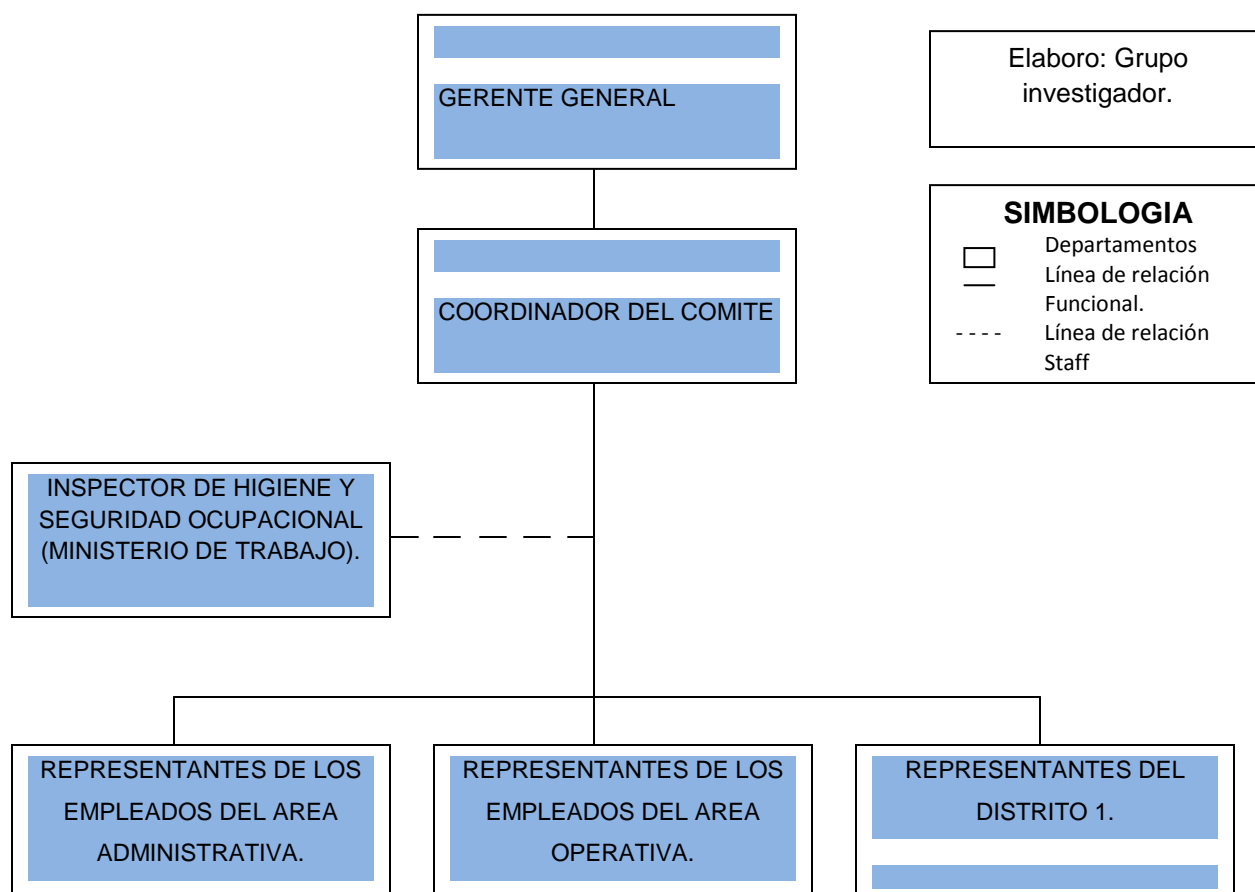 GERENTE GENERAL
Elaboro: Grupo
investigador.
COORDINADOR DEL COMITE
SIMBOLOGIA
Departamentos
Línea de relación
Funcional.
Línea de relación
Staff
INSPECTOR DE HIGIENE Y
SEGURIDAD OCUPACIONAL
(MINISTERIO DE TRABAJO).
REPRESENTANTES DE LOS
EMPLEADOS DEL AREA
ADMINISTRATIVA.
REPRESENTANTES DE LOS
EMPLEADOS DEL AREA
OPERATIVA.
REPRESENTANTES DEL
DISTRITO 1.